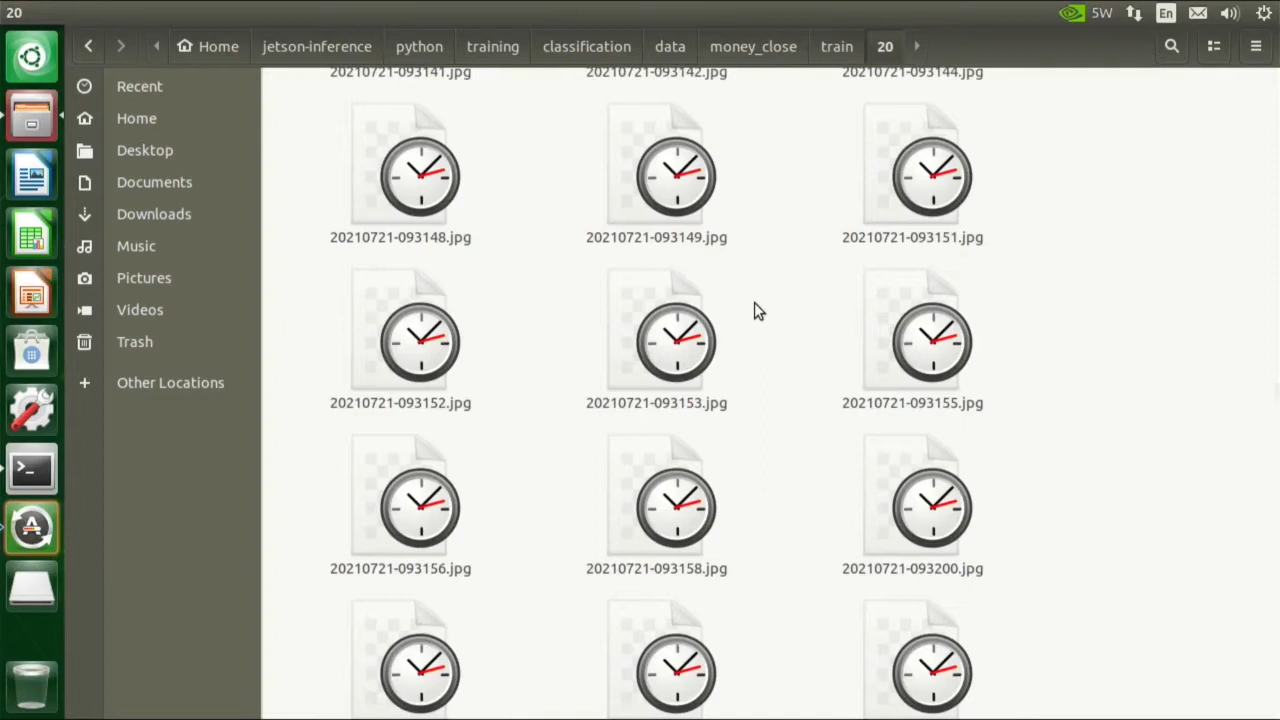 20
5W
En
Home
jetson-inference
python
training
classification
data
money_close
train
20
Recent
Home
Desktop
Documents
Downloads
Music
Pictures
Videos
Trash
Other Locations
20210721-093141.jpg
20210721-093142.jpg
20210721-093144.jpg
20210721-093148.jpg
20210721-093149.jpg
20210721-093151.jpg
20210721-093152.jpg
20210721-093153.jpg
20210721-093155.jpg
20210721-093156.jpg
20210721-093158.jpg
20210721-093200.jpg